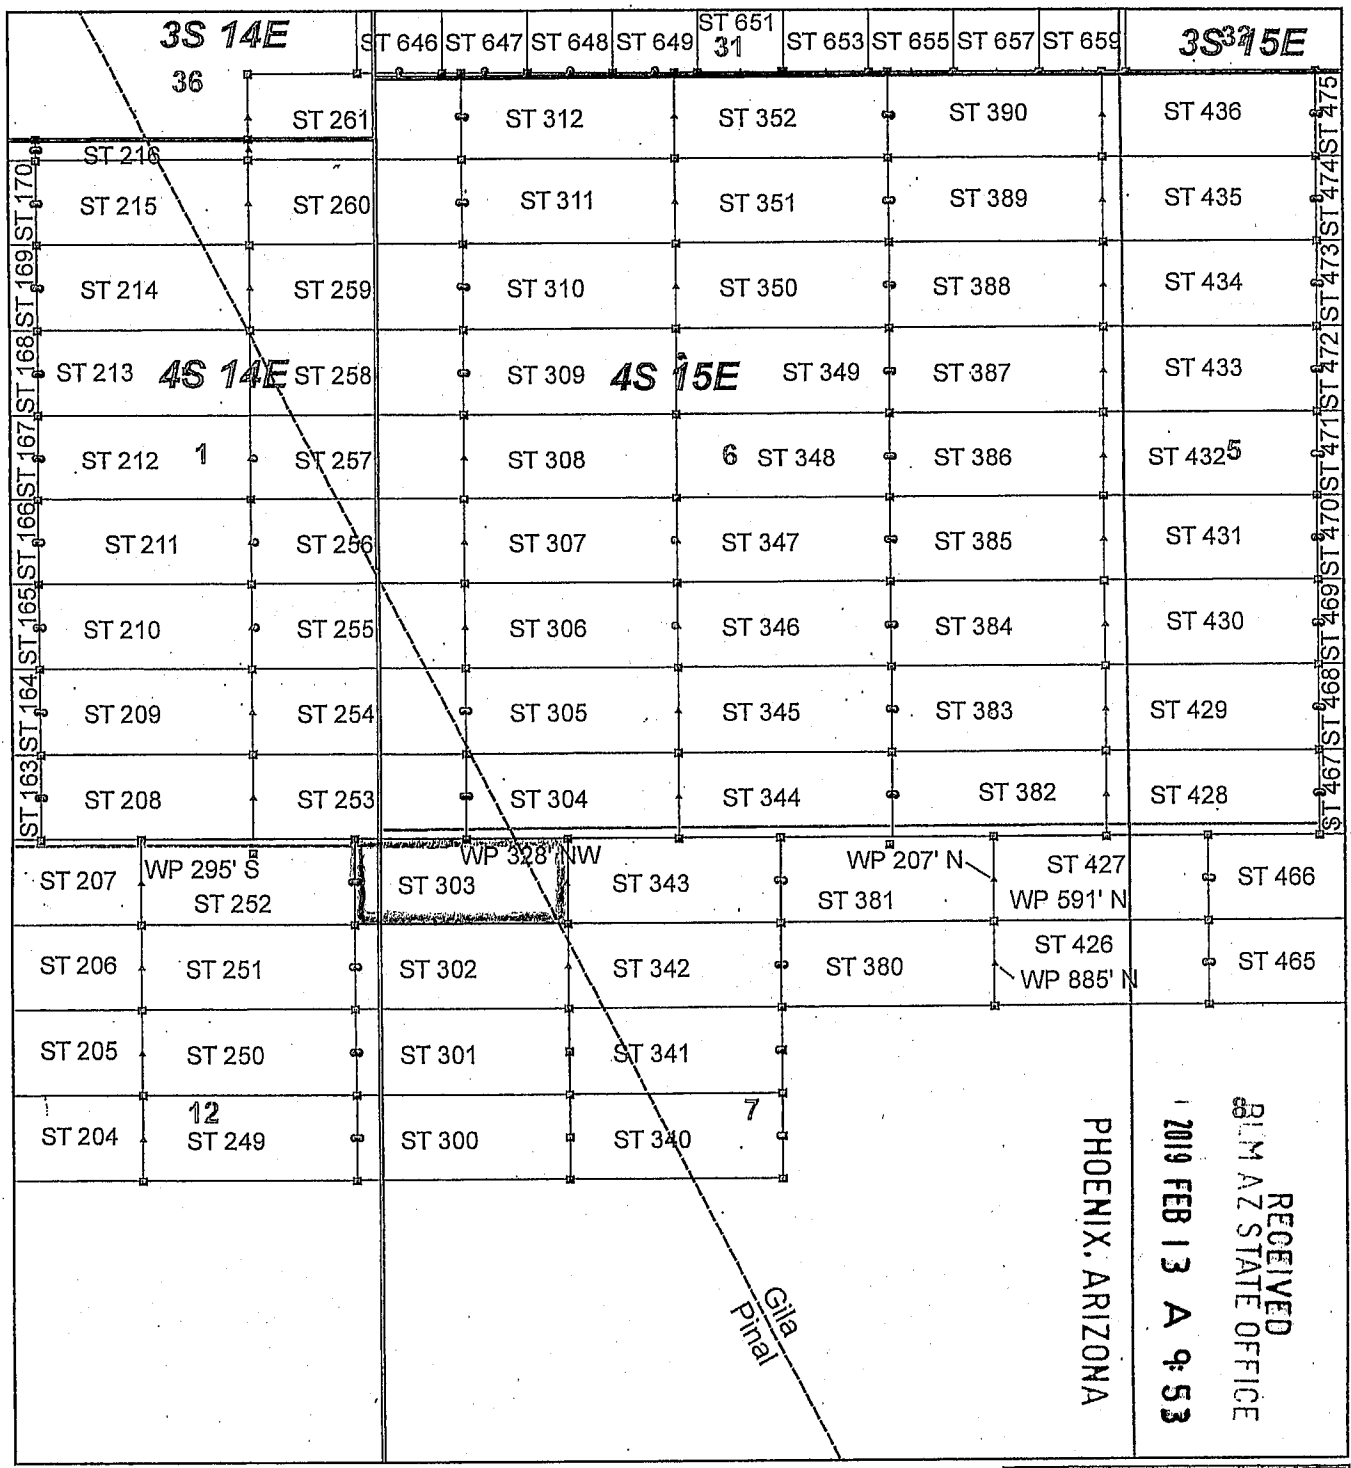 3S 14E
36
ST 646 ST 647 ST 648 ST 649 ST 651 ST 653 ST 655 ST 657 ST 659
31
3S 15E
32
ST 261 ST 312 ST 352 ST 390 ST 436 ST 475
ST 216
ST 170 ST 215 ST 260 ST 311 ST 351 ST 389 ST 435 ST 474
ST 169 ST 214 ST 259 ST 310 ST 350 ST 388 ST 434 ST 473
ST 168 ST 213 4S 14E ST 258 ST 309 4S 15E ST 349 ST 387 ST 433 ST 472
ST 167 ST 212 1 ST 257 ST 308 6 ST 348 ST 386 ST 432 5 ST 471
ST 166 ST 211 ST 256 ST 307 ST 347 ST 385 ST 431 ST 470
ST 165 ST 210 ST 255 ST 306 ST 346 ST 384 ST 430 ST 469
ST 164 ST 209 ST 254 ST 305 ST 345 ST 383 ST 429 ST 468
ST 163 ST 208 ST 253 ST 304 ST 344 ST 382 ST 428 ST 467
WP 295' S WP 328' NW WP 207' N
ST 207 ST 252 ST 303 ST 343 ST 381 ST 427 ST 466
WP 591' N
ST 206 ST 251 ST 302 ST 342 ST 380 ST 426 ST 465
WP 885' N
ST 205 ST 250 ST 301 ST 341
12 7 8
ST 204 ST 249 ST 300 ST 340
Gila
Pinal
RECEIVED
BLM AZ STATE OFFICE
2019 FEB 13 A 9:53
PHOENIX, ARIZONA